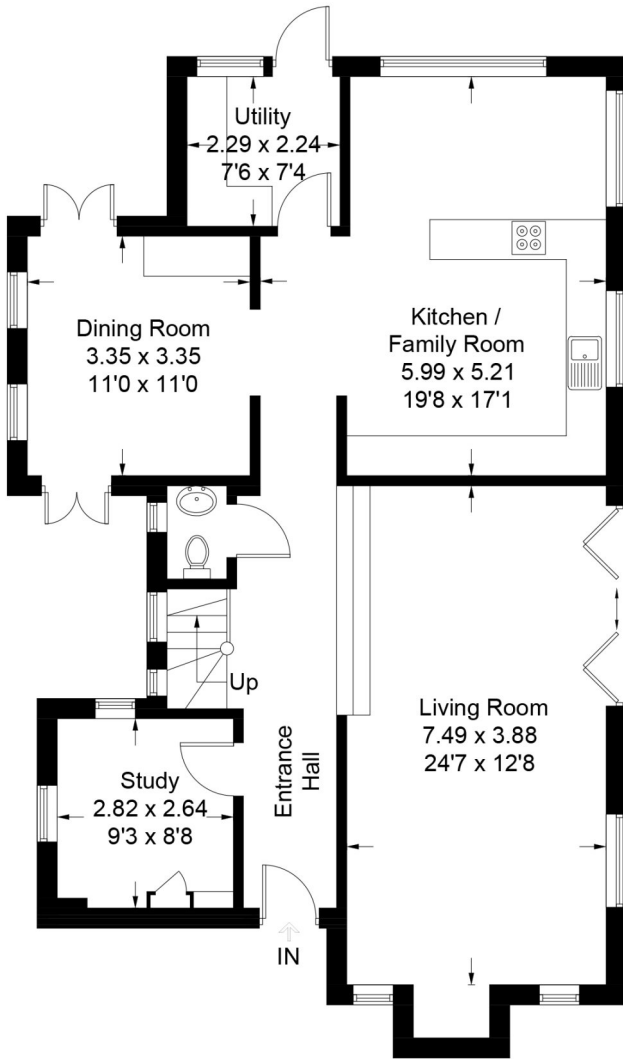 Utility
2.29 x 2.24
7'6 x 7'4
Dining Room
3.35 x 3.35
11'0 x 11'0
Kitchen /
Family Room
5.99 x 5.21
19'8 x 17'1
Up
Entrance
Hall
Living Room
7.49 x 3.88
24'7 x 12'8
Study
2.82 x 2.64
9'3 x 8'8
IN